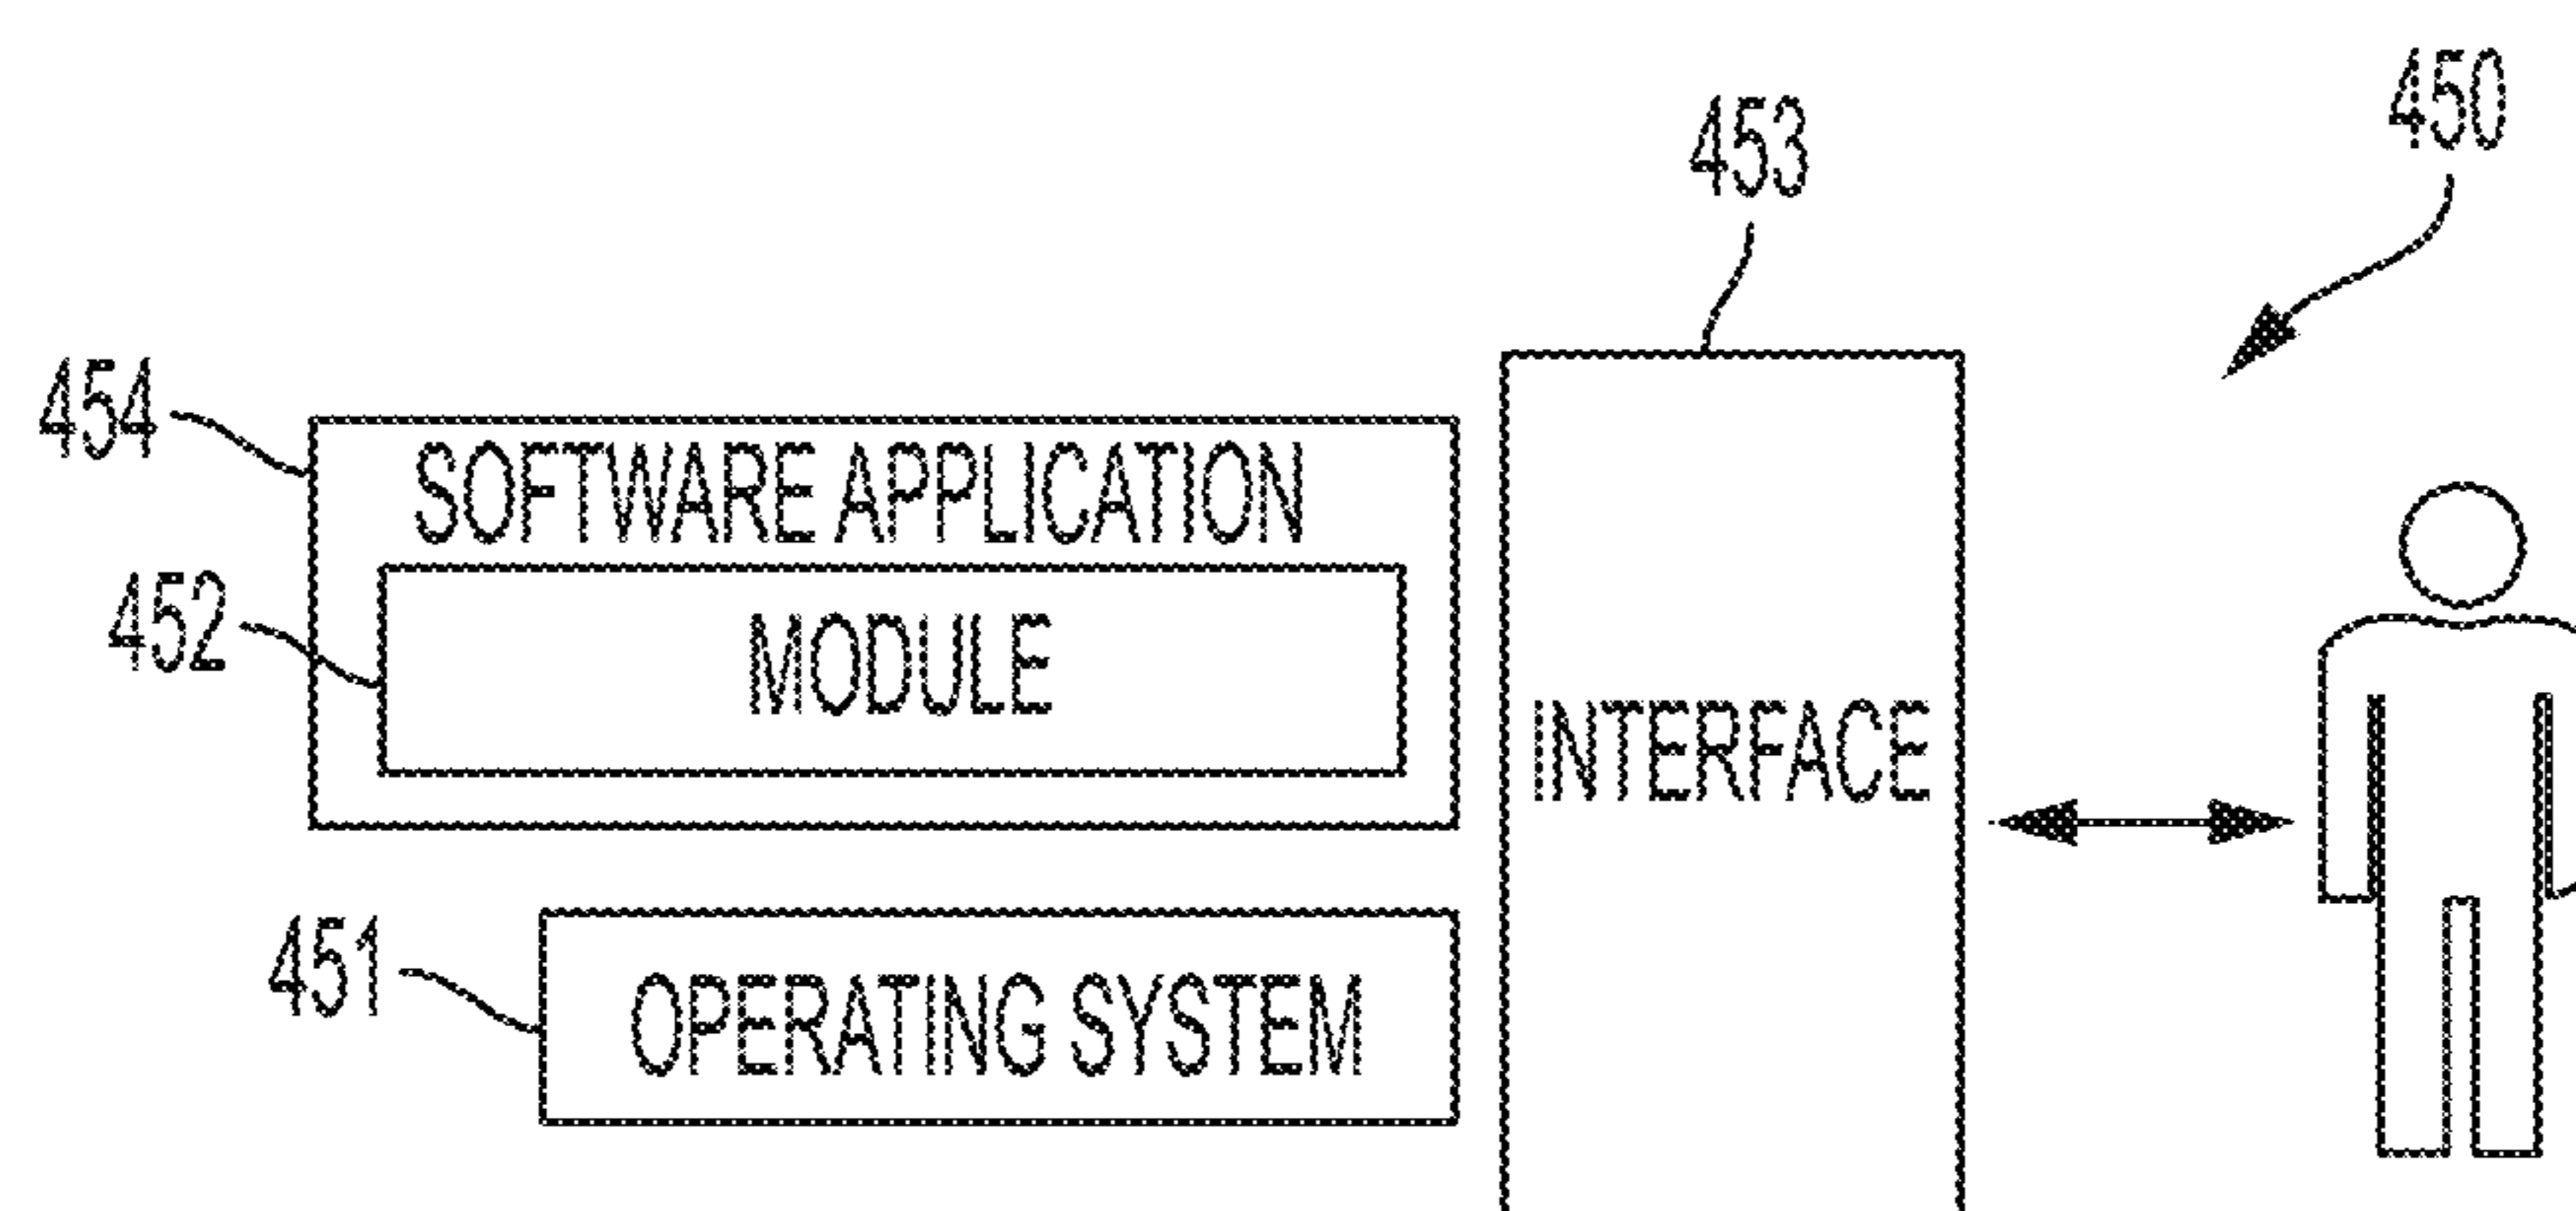 450
453
454
SOFTWARE APPLICATION
452
MODULE
INTERFACE
451
OPERATING SYSTEM